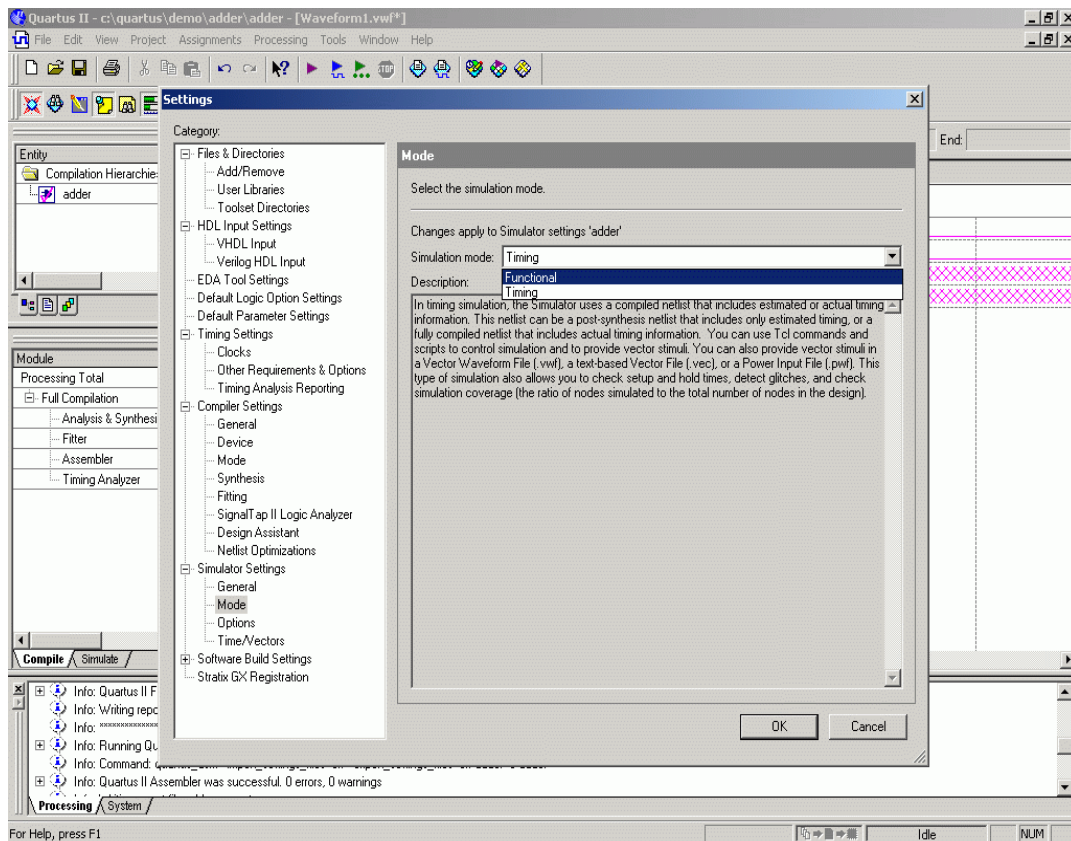 Quartus II - c:\quartus\demo\adder\adder - [Waveform1.vwf*]
File Edit View Project Assignments Processing Tools Window Help
STOP
Settings
Category:
Files & Directories
Add/Remove
User Libraries
Toolset Directories
HDL Input Settings
VHDL Input
Verilog HDL Input
EDA Tool Settings
Default Logic Option Settings
Default Parameter Settings
Timing Settings
Clocks
Other Requirements & Options
Timing Analysis Reporting
Compiler Settings
General
Device
Mode
Synthesis
Fitting
SignalTap II Logic Analyzer
Design Assistant
Netlist Optimizations
Simulator Settings
General
Mode
Options
Time/Vectors
Software Build Settings
Stratix GX Registration
Mode
Select the simulation mode.
Changes apply to Simulator settings 'adder'
Simulation mode: Timing
Functional
Timing
Description:
In timing simulation, the Simulator uses a compiled netlist that includes estimated or actual timing
information. This netlist can be a post-synthesis netlist that includes only estimated timing, or a
fully compiled netlist that includes actual timing information. You can use Tcl commands and
scripts to control simulation and to provide vector stimuli. You can also provide vector stimuli in
a Vector Waveform File (.vwf), a text-based Vector File (.vec), or a Power Input File (.pwf). This
type of simulation also allows you to check setup and hold times, detect glitches, and check
simulation coverage (the ratio of nodes simulated to the total number of nodes in the design).
OK Cancel
End:
Entity
Compilation Hierarchie
adder
Module
Processing Total
Full Compilation
Analysis & Synthesi
Fitter
Assembler
Timing Analyzer
Compile Simulate
Info: Quartus II F
Info: Writing repo
Info: **************
Info: Running Qu
Info: Command:
Info: Quartus II Assembler was successful. 0 errors, 0 warnings
Processing System
For Help, press F1
Idle
NUM